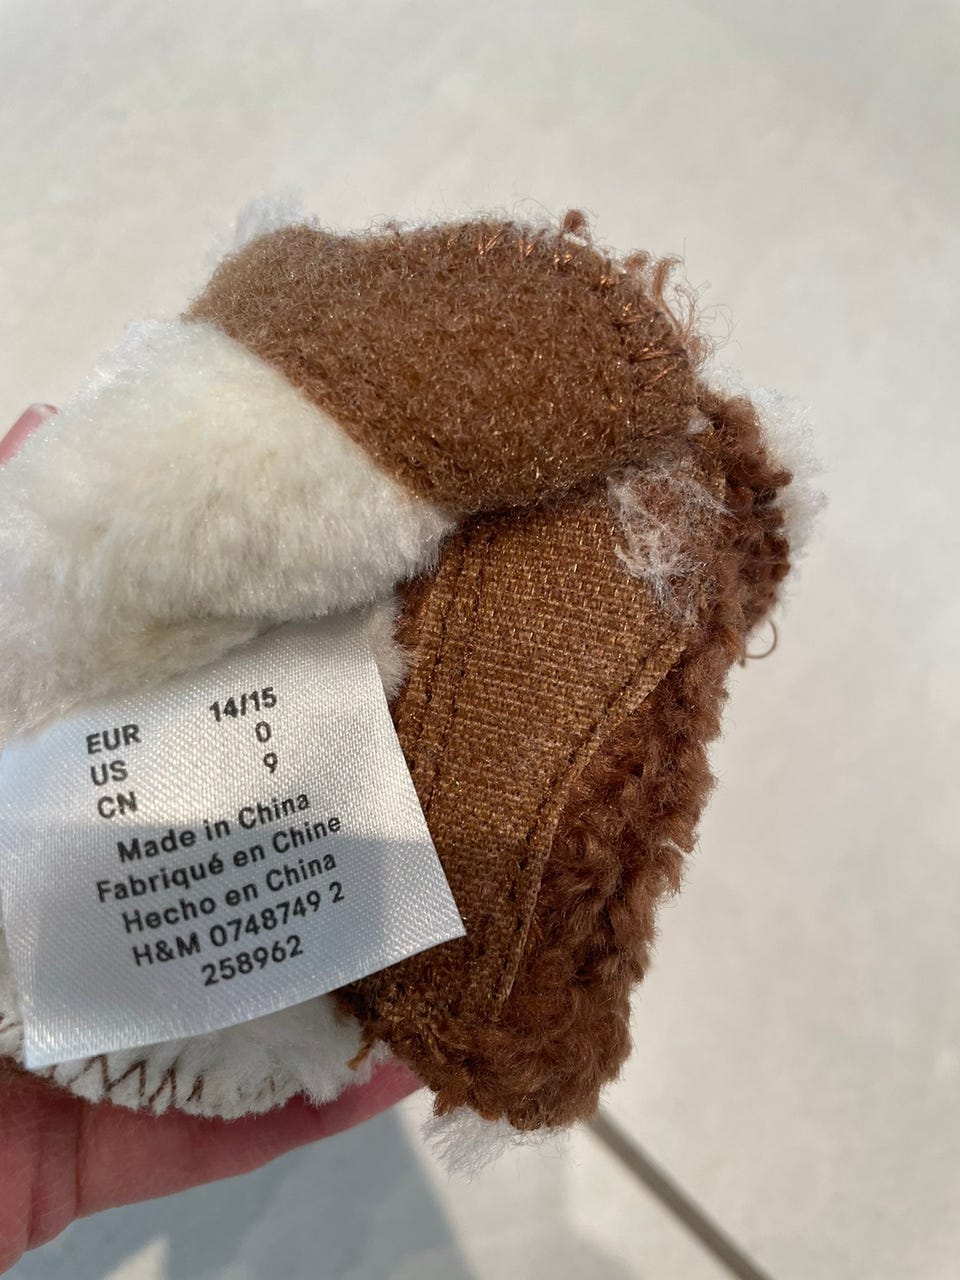 EUR 14/15
US 0
CN 9
Made in China
Fabriqué en Chine
Hecho en China
H&M 0748749 2
258962